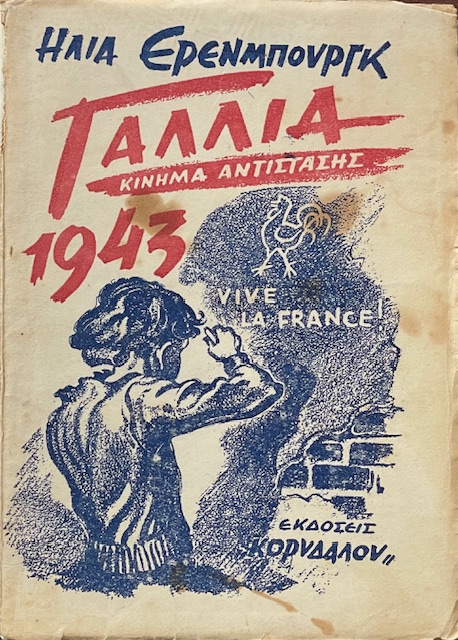 ΗΛΙΑ ΕΡΕΝΜΠΟΥΡΓΚ
ΓΑΛΛΙΑ
ΚΙΝΗΜΑ ΑΝΤΙΣΤΑΣΗΣ
1943
VIVE
LA FRANCE!
ΕΚΔΟΣΕΙΣ
„ΚΟΡΥΔΑΛΟΥ„